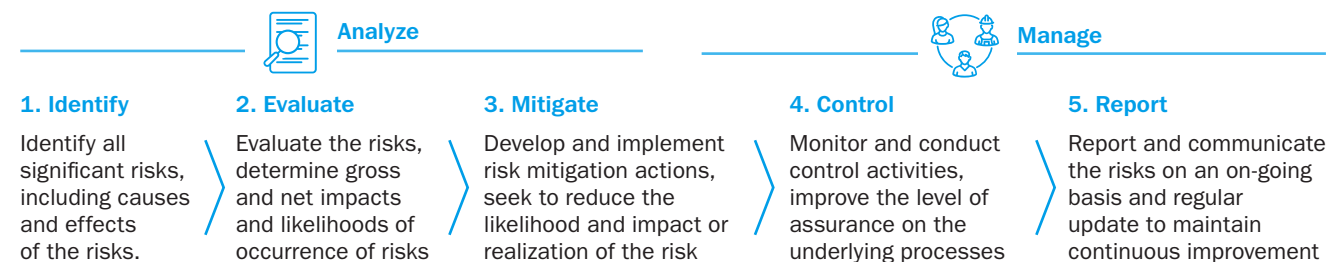 Analyze
Manage
1. Identify
Identify all
significant risks,
including causes
and effects
of the risks.
2. Evaluate
Evaluate the risks,
determine gross
and net impacts
and likelihoods of
occurrence of risks
3. Mitigate
Develop and implement
risk mitigation actions,
seek to reduce the
likelihood and impact or
realization of the risk
4. Control
Monitor and conduct
control activities,
improve the level of
assurance on the
underlying processes
5. Report
Report and communicate
the risks on an on-going
basis and regular
update to maintain
continuous improvement